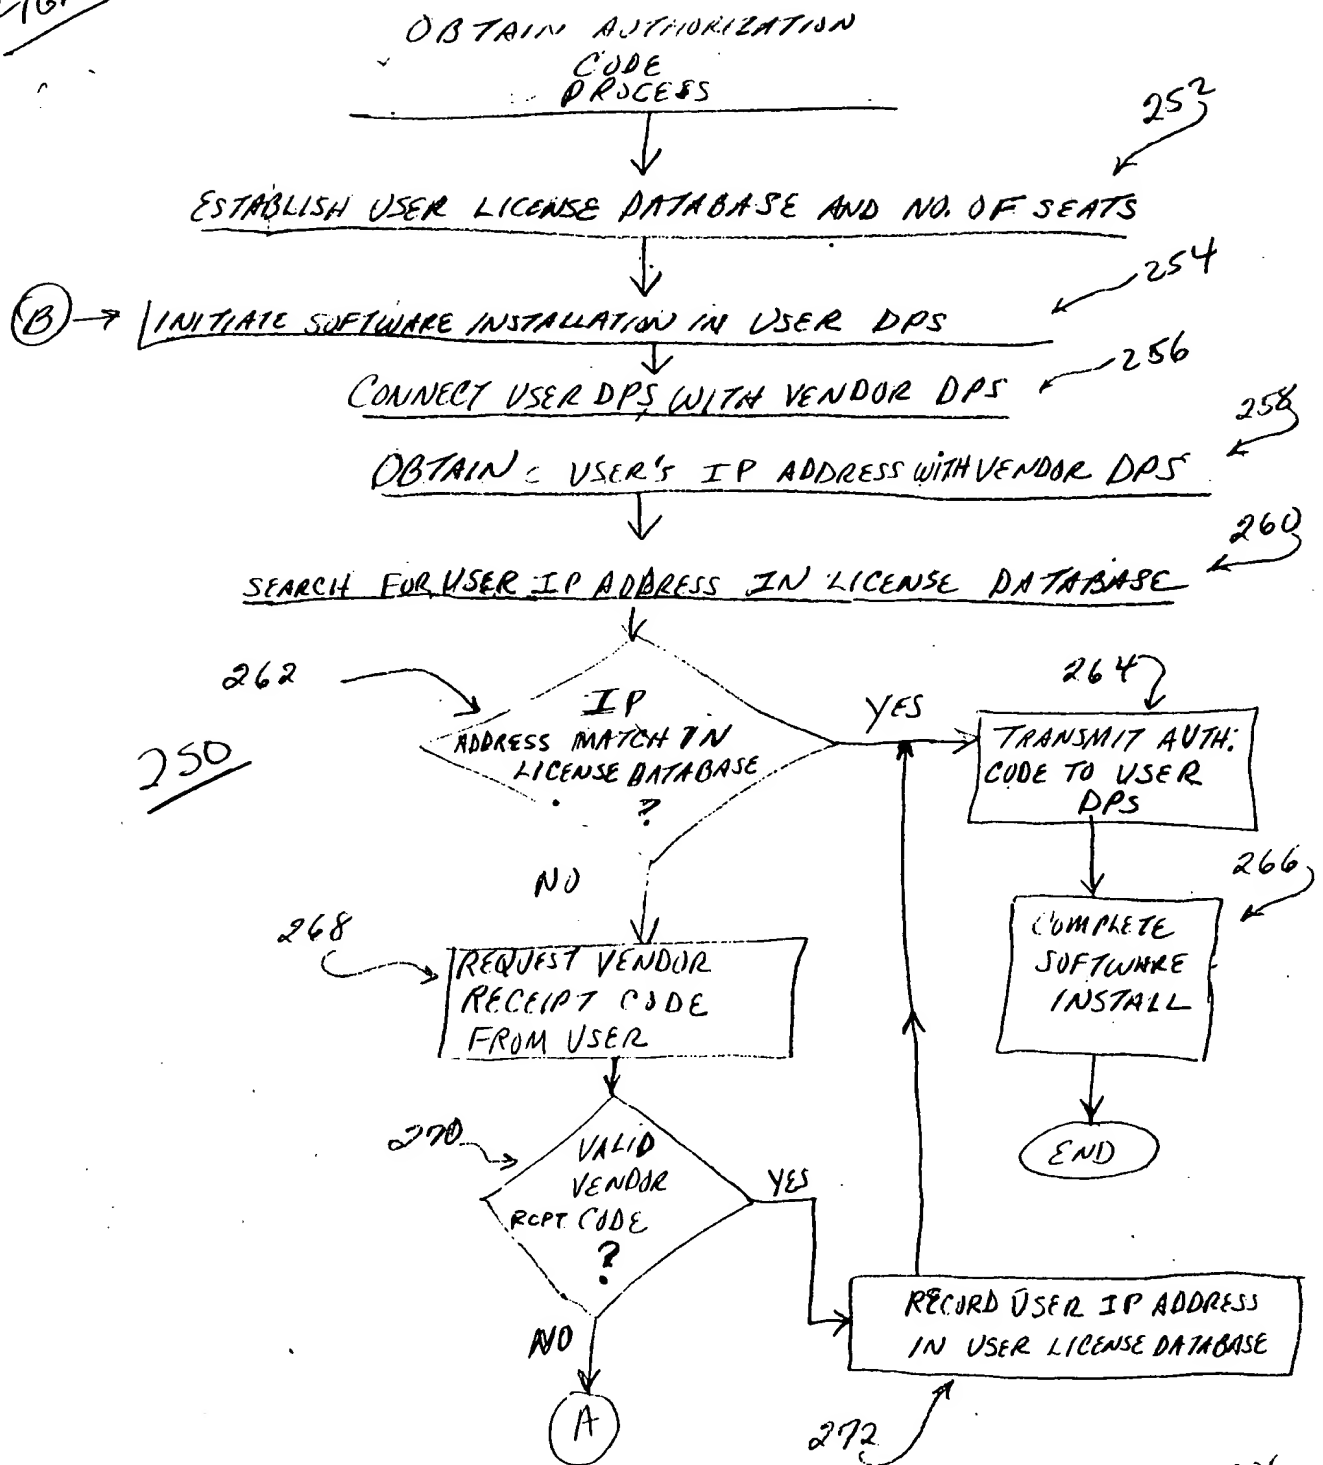 OBTAIN AUTHORIZATION
CODE
PROCESS
252
ESTABLISH USER LICENSE DATABASE AND NO. OF SEATS
254
B
INITIATE SOFTWARE INSTALLATION IN USER DPS
256
CONNECT USER DPS WITH VENDOR DPS
258
OBTAIN USER'S IP ADDRESS WITH VENDOR DPS
260
SEARCH FOR USER IP ADDRESS IN LICENSE DATABASE
262
IP
ADDRESS MATCH IN
LICENSE DATABASE
?
YES
264
TRANSMIT AUTH.
CODE TO USER
DPS
250
NO
266
COMPLETE
SOFTWARE
INSTALL
268
REQUEST VENDOR
RECEIPT CODE
FROM USER
END
270
VALID
VENDOR
RCPT CODE
?
YES
RECORD USER IP ADDRESS
IN USER LICENSE DATABASE
NO
A
272